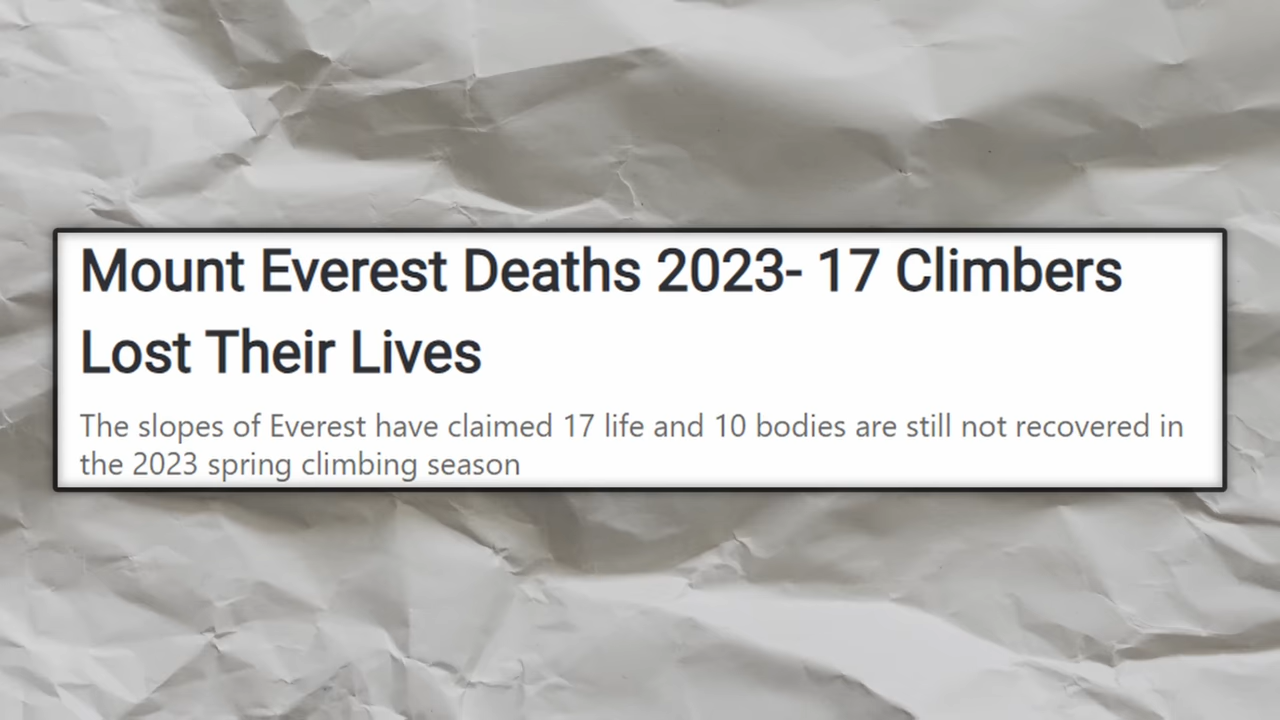 Mount Everest Deaths 2023- 17 Climbers
Lost Their Lives
The slopes of Everest have claimed 17 life and 10 bodies are still not recovered in
the 2023 spring climbing season